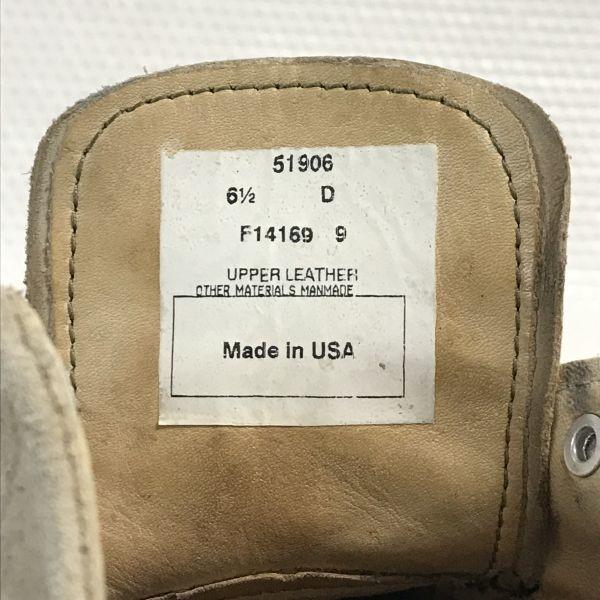 51906
6½ D
F14169 9
UPPER LEATHER
OTHER MATERIALS MANMADE
Made in USA